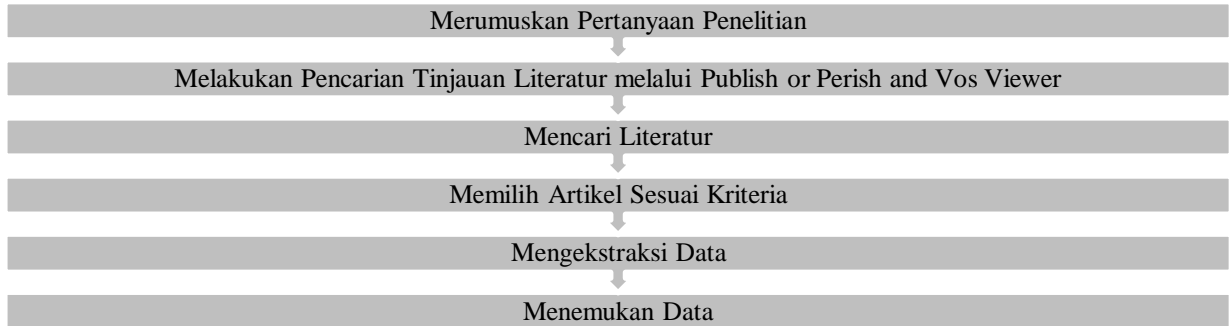 Merumuskan Pertanyaan Penelitian
Melakukan Pencarian Tinjauan Literatur melalui Publish or Perish and Vos Viewer
Mencari Literatur
Memilih Artikel Sesuai Kriteria
Mengekstraksi Data
Menemukan Data